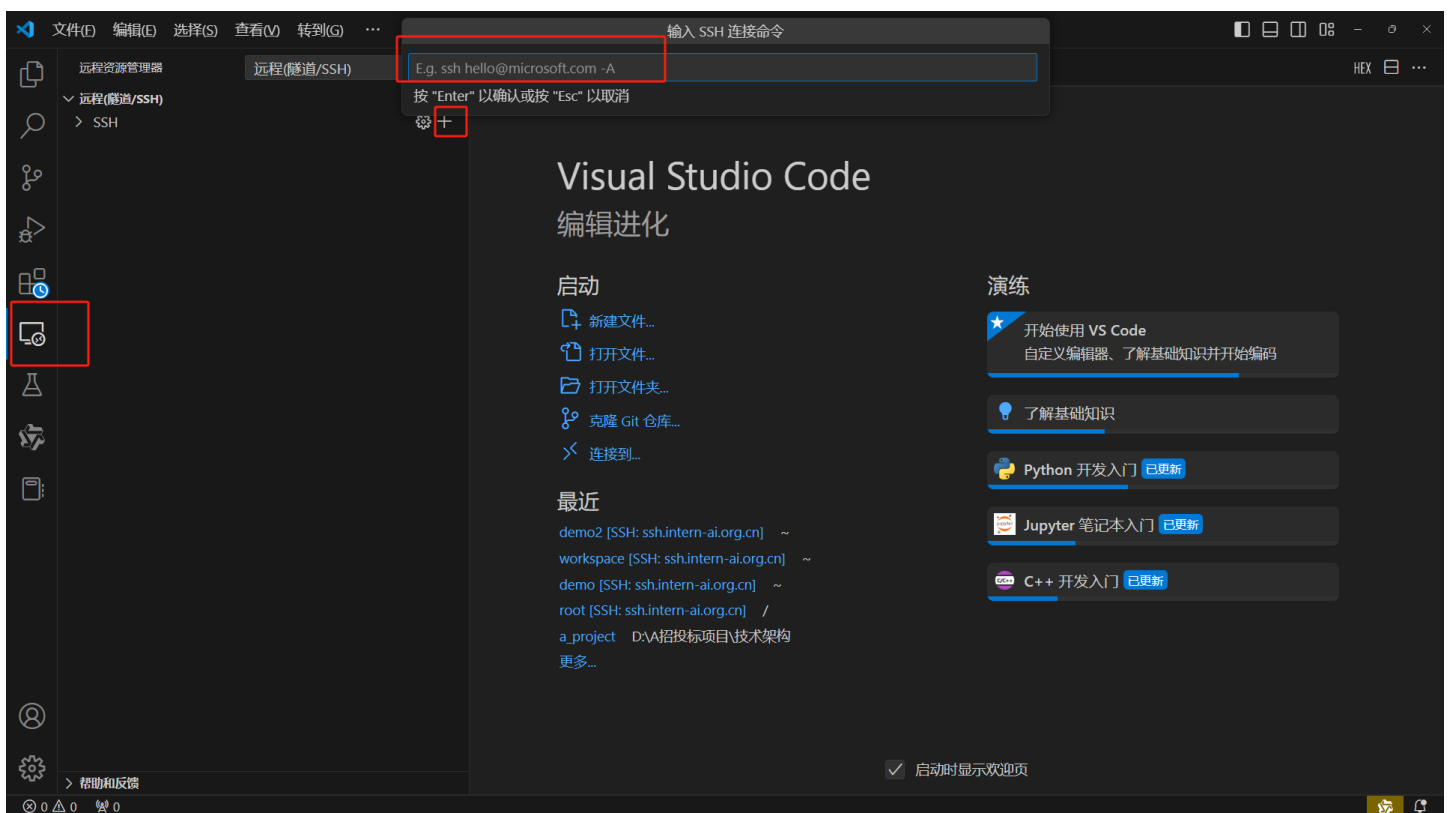 文件(F) 编辑(E) 选择(S) 查看(V) 转到(G) ···
输入 SSH 连接命令
E.g. ssh hello@microsoft.com -A
按 "Enter" 以确认或按 "Esc" 以取消
远程资源管理器
远程(隧道/SSH)
HEX
远程(隧道/SSH)
SSH
Visual Studio Code
编辑进化
启动
新建文件...
打开文件...
打开文件夹...
克隆 Git 仓库...
连接到...
最近
demo2 [SSH: ssh.intern-ai.org.cn] ~
workspace [SSH: ssh.intern-ai.org.cn] ~
demo [SSH: ssh.intern-ai.org.cn] ~
root [SSH: ssh.intern-ai.org.cn] /
a_project D:\A招投标项目\技术架构
更多...
演练
开始使用 VS Code
自定义编辑器、了解基础知识并开始编码
了解基础知识
Python 开发入门 已更新
Jupyter 笔记本入门 已更新
C++ 开发入门 已更新
启动时显示欢迎页
帮助和反馈
0 0 0